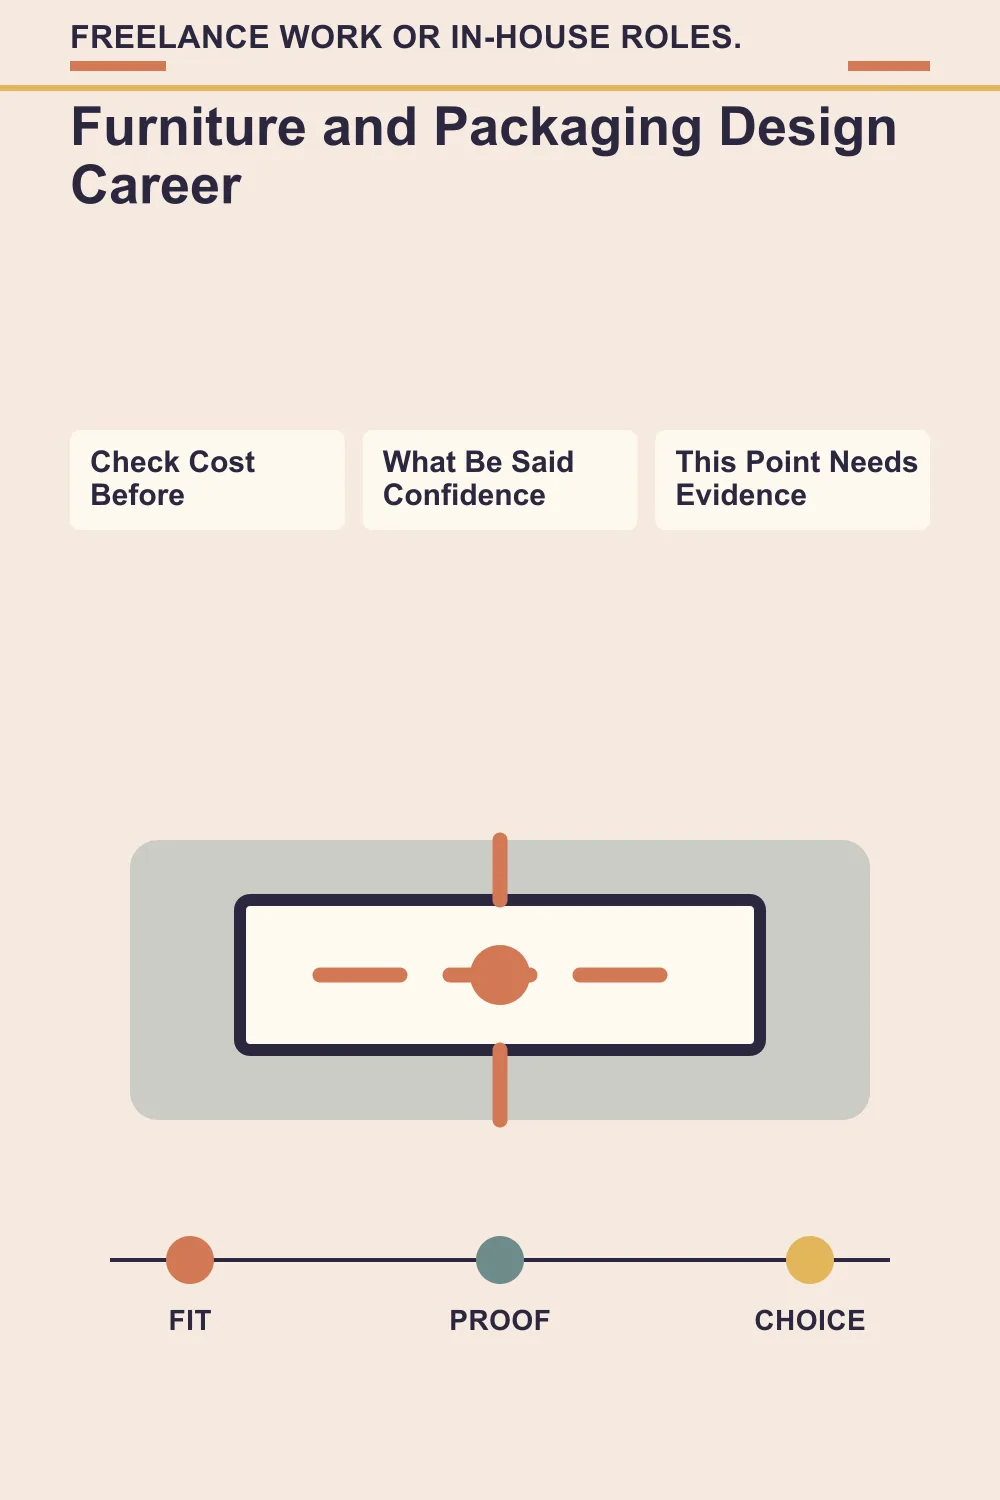 FREELANCE WORK OR IN-HOUSE ROLES.
Furniture and Packaging Design
Career
Check Cost
Before
What Be Said
Confidence
This Point Needs
Evidence
FIT
PROOF
CHOICE